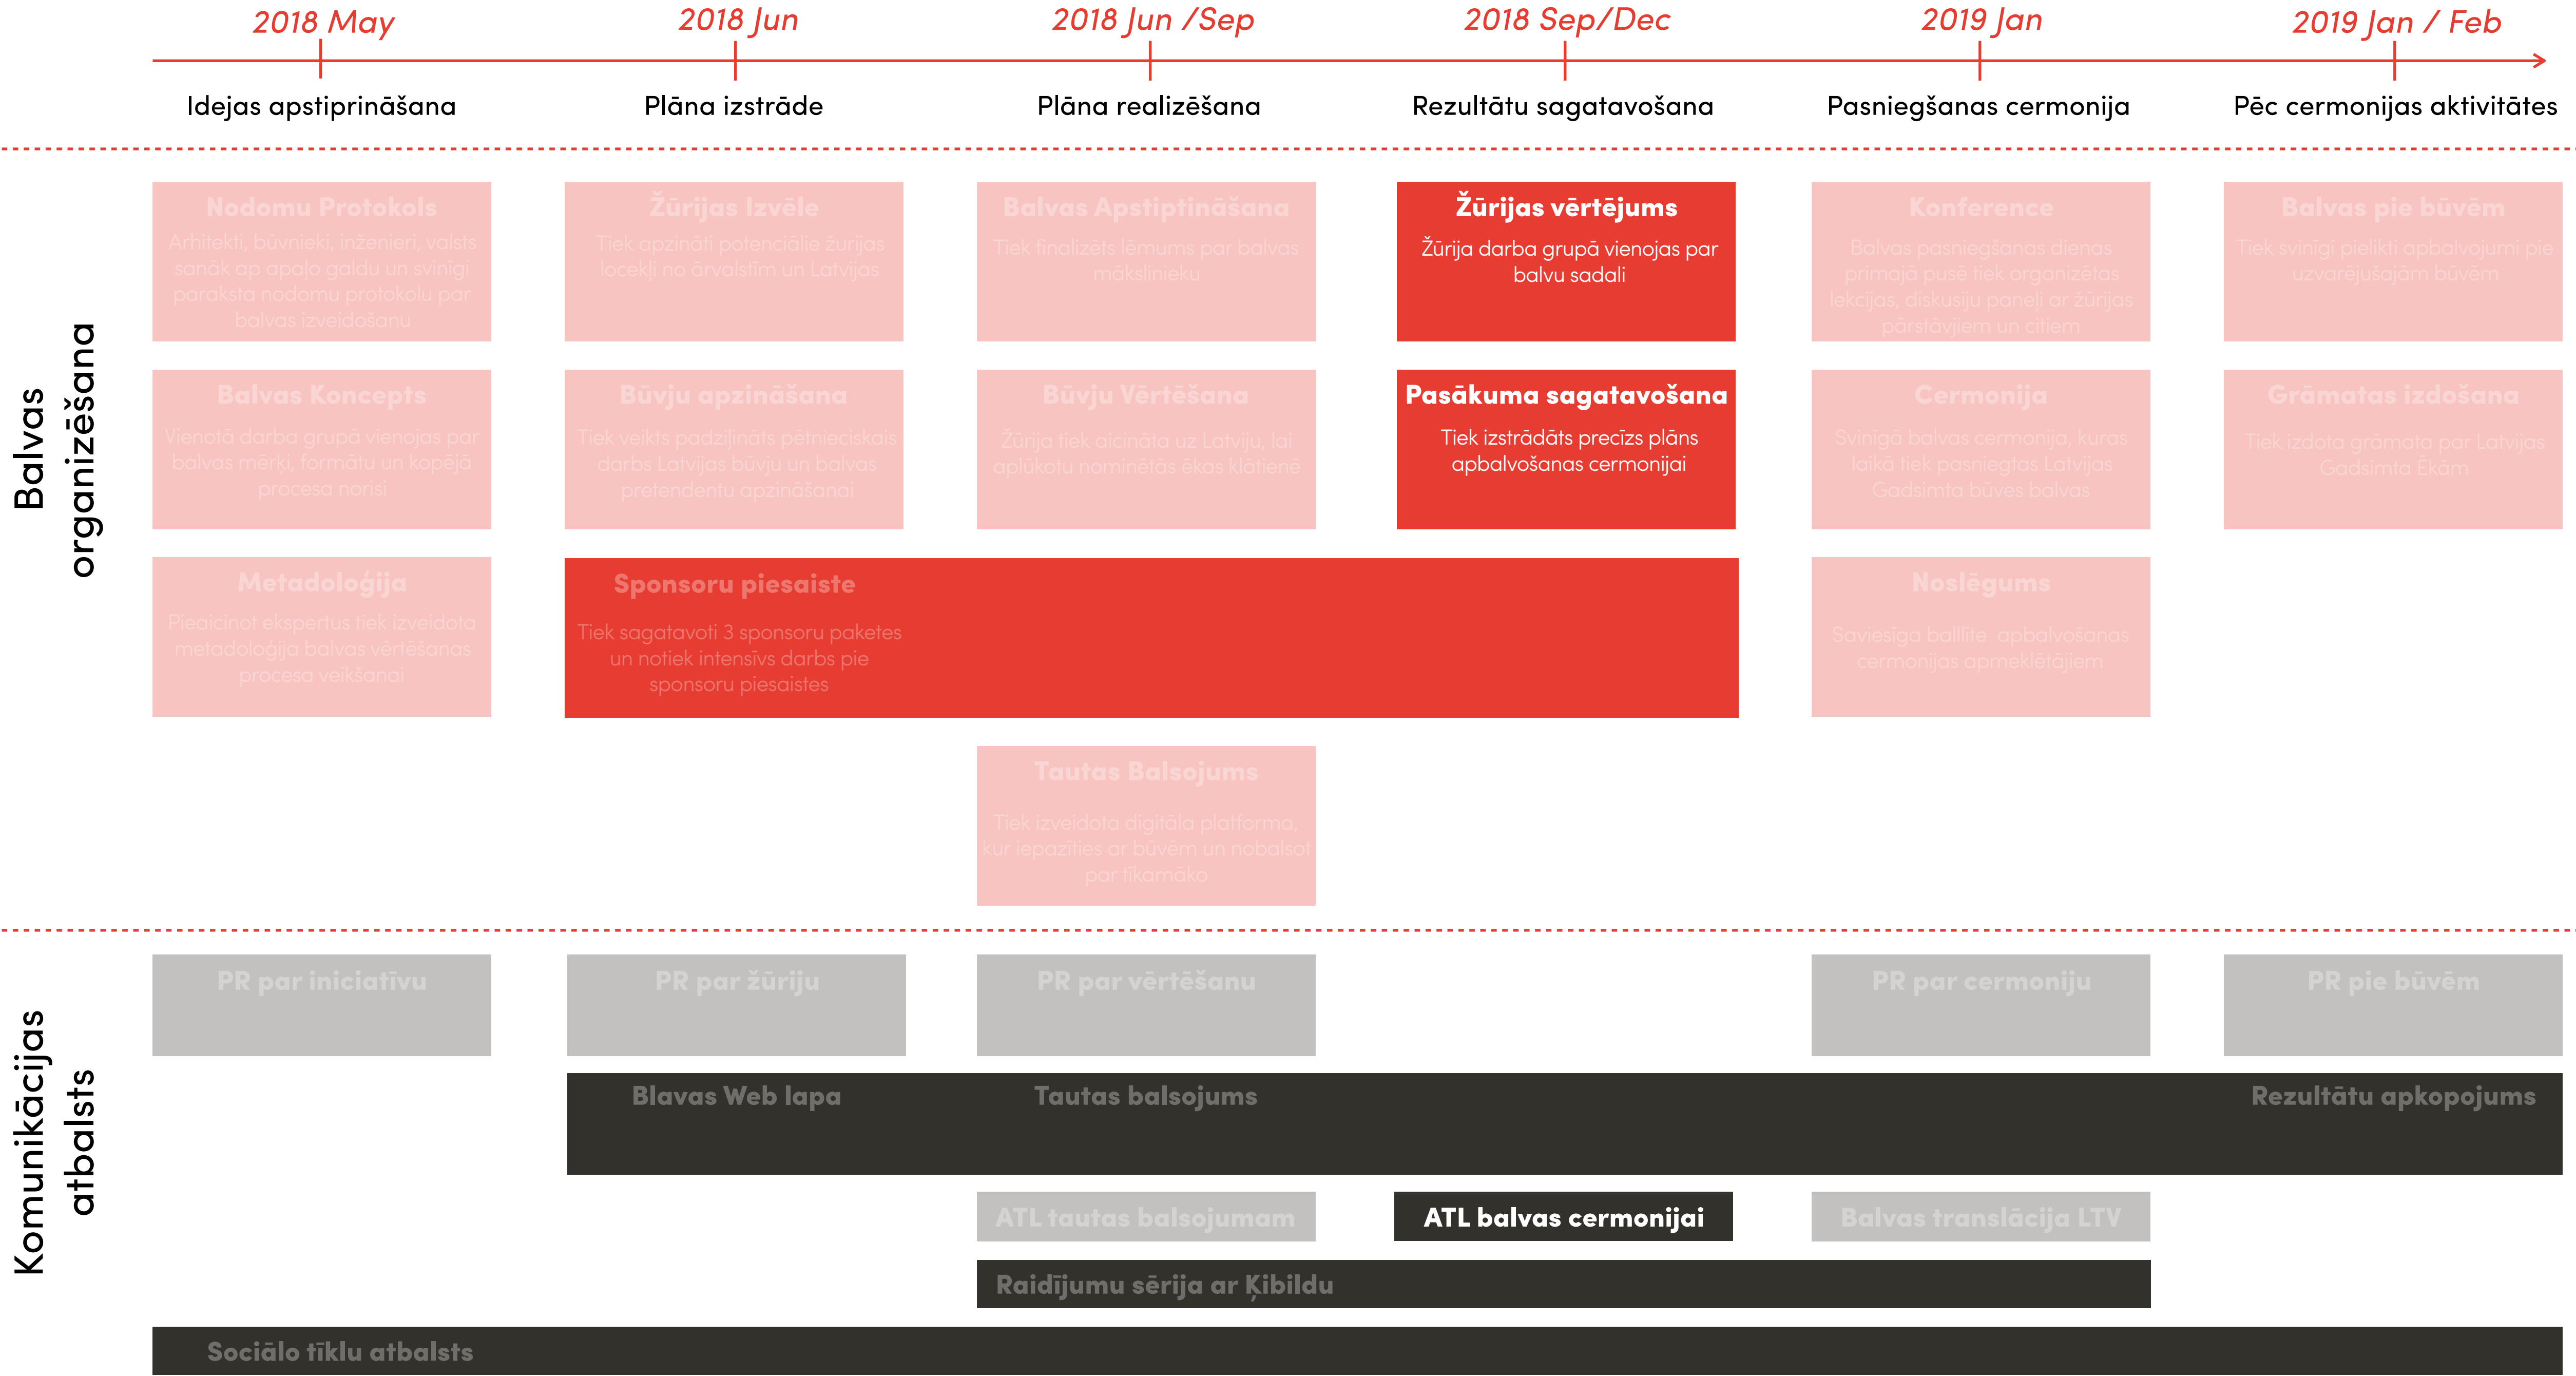 2018 May
2018 Jun
2018 Jun /Sep
2018 Sep/Dec
2019 Jan
2019 Jan / Feb
Idejas apstiprināšana
Plāna izstrāde
Plāna realizēšana
Rezultātu sagatavošana
Pasniegšanas cermonija
Pēc cermonijas aktivitātes
Balvas
organizēšana
Nodomu Protokols
Arhitekti, būvnieki, inženieri, valsts
sanāk ap apaļo galdu un svinīgi
paraksta nodomu protokolu par
balvas izveidošanu
Žūrijas Izvēle
Tiek apzināti potenciālie žurijas
locekļi no ārvalstīm un Latvijas
Balvas Apstiptināšana
Tiek finalizēts lēmums par balvas
mākslinieku
Žūrijas vērtējums
Žūrija darba grupā vienojas par
balvu sadali
Konference
Balvas pasniegšanas dienas
pirmajā pusē tiek organizētas
lekcijas, diskusiju paneļi ar žūrijas
pārstāvjiem un citiem
Balvas pie būvēm
Tiek svinīgi pielikti apbalvojumi pie
uzvarējušajām būvēm
Balvas Koncepts
Vienotā darba grupā vienojas par
balvas mērķi, formātu un kopējā
procesa norisi
Būvju apzināšana
Tiek veikts padziļināts pētnieciskais
darbs Latvijas būvju un balvas
pretendentu apzināšanai
Būvju Vērtēšana
Žūrija tiek aicināta uz Latviju, lai
aplūkotu nominētās ēkas klātienē
Pasākuma sagatavošana
Tiek izstrādāts precīzs plāns
apbalvošanas cermonijai
Cermonija
Svinīgā balvas cermonija, kuras
laikā tiek pasniegtas Latvijas
Gadsimta būves balvas
Grāmatas izdošana
Tiek izdota grāmata par Latvijas
Gadsimta Ēkām
Metadoloģija
Pieaicinot ekspertus tiek izveidota
metadoloģija balvas vērtēšanas
procesa veikšanai
Sponsoru piesaiste
Tiek sagatavoti 3 sponsoru paketes
un notiek intensīvs darbs pie
sponsoru piesaistes
Noslēgums
Saviesīga ballīte apbalvošanas
cermonijas apmeklētājiem
Tautas Balsojums
Tiek izveidota digitāla platforma,
kur iepazīties ar būvēm un nobalsot
par tīkamāko
Komunikācijas
atbalsts
PR par iniciatīvu
PR par žūriju
PR par vērtēšanu
PR par cermoniju
PR pie būvēm
Blavas Web lapa
Tautas balsojums
Rezultātu apkopojums
ATL tautas balsojumam
ATL balvas cermonijai
Balvas translācija LTV
Raidījumu sērija ar Ķibildu
Sociālo tīklu atbalsts